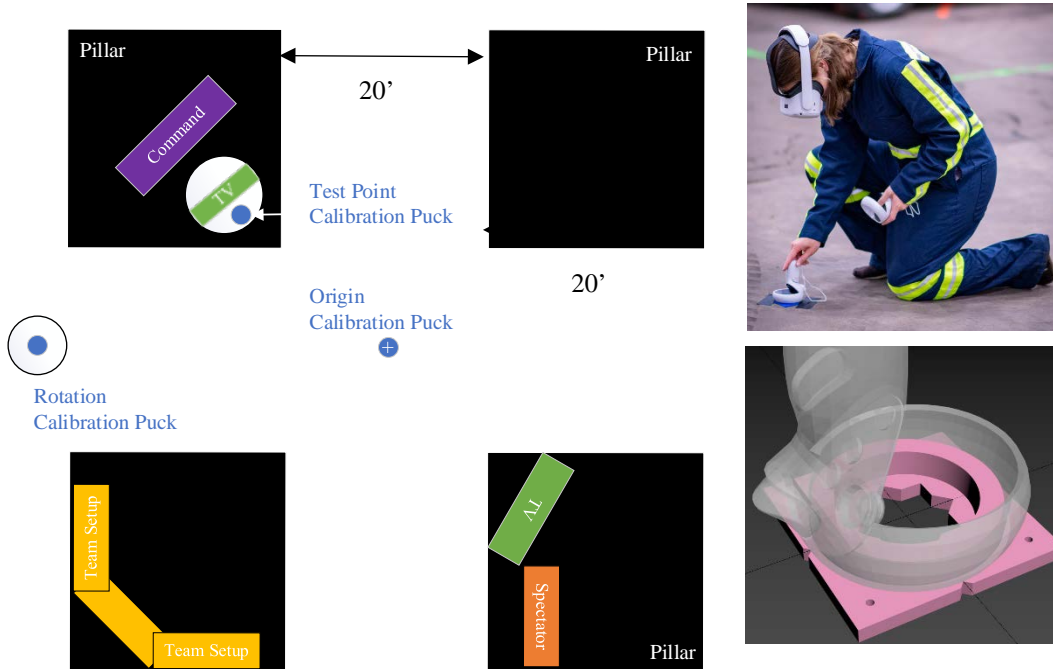 Pillar
Pillar
20’
Command
TV
Test Point
Calibration Puck
20’
Origin
Calibration Puck
Rotation
Calibration Puck
Team Setup
Team Setup
TV
Spectator
Pillar